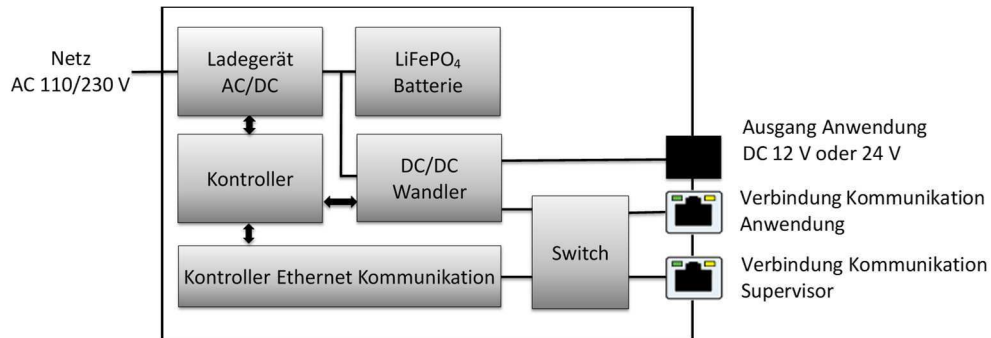 Netz
AC 110/230 V
Ladegerät
AC/DC
LiFePO₄
Batterie
Kontroller
DC/DC
Wandler
Kontroller Ethernet Kommunikation
Switch
Ausgang Anwendung
DC 12 V oder 24 V
Verbindung Kommunikation
Anwendung
Verbindung Kommunikation
Supervisor